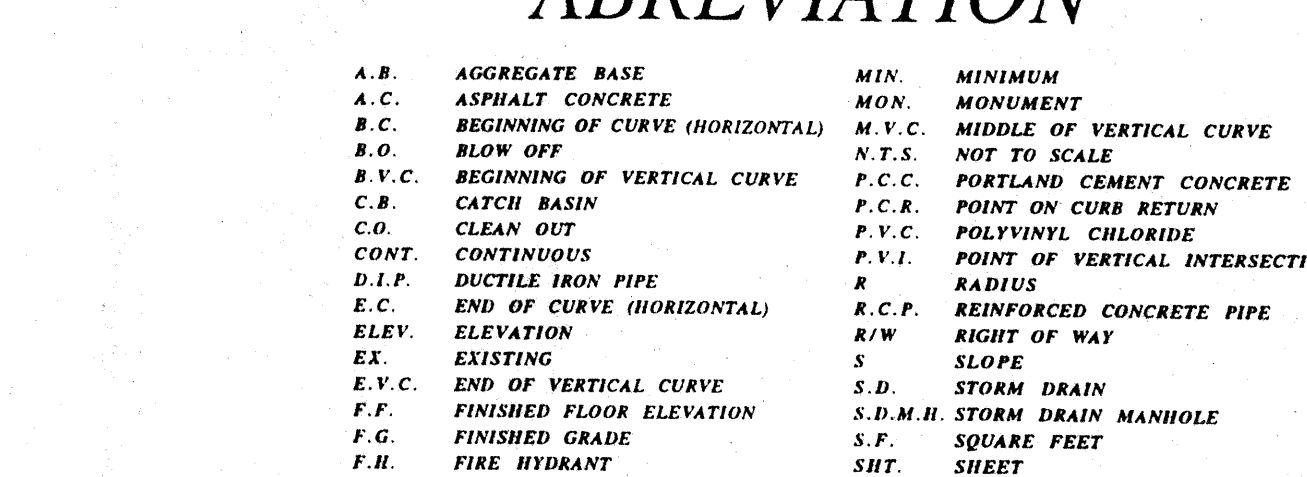 ABREVIATION
A.B. AGGREGATE BASE
A.C. ASPHALT CONCRETE
B.C. BEGINNING OF CURVE (HORIZONTAL)
B.O. BLOW OFF
B.V.C. BEGINNING OF VERTICAL CURVE
C.B. CATCH BASIN
C.O. CLEAN OUT
CONT. CONTINUOUS
D.I.P. DUCTILE IRON PIPE
E.C. END OF CURVE (HORIZONTAL)
ELEV. ELEVATION
EX. EXISTING
E.V.C. END OF VERTICAL CURVE
F.F. FINISHED FLOOR ELEVATION
F.G. FINISHED GRADE
F.H. FIRE HYDRANT
MIN. MINIMUM
MON. MONUMENT
M.V.C. MIDDLE OF VERTICAL CURVE
N.T.S. NOT TO SCALE
P.C.C. PORTLAND CEMENT CONCRETE
P.C.R. POINT ON CURB RETURN
P.V.C. POLYVINYL CHLORIDE
P.V.I. POINT OF VERTICAL INTERSECTI
R RADIUS
R.C.P. REINFORCED CONCRETE PIPE
R/W RIGHT OF WAY
S SLOPE
S.D. STORM DRAIN
S.D.M.H. STORM DRAIN MANHOLE
S.F. SQUARE FEET
SHT. SHEET